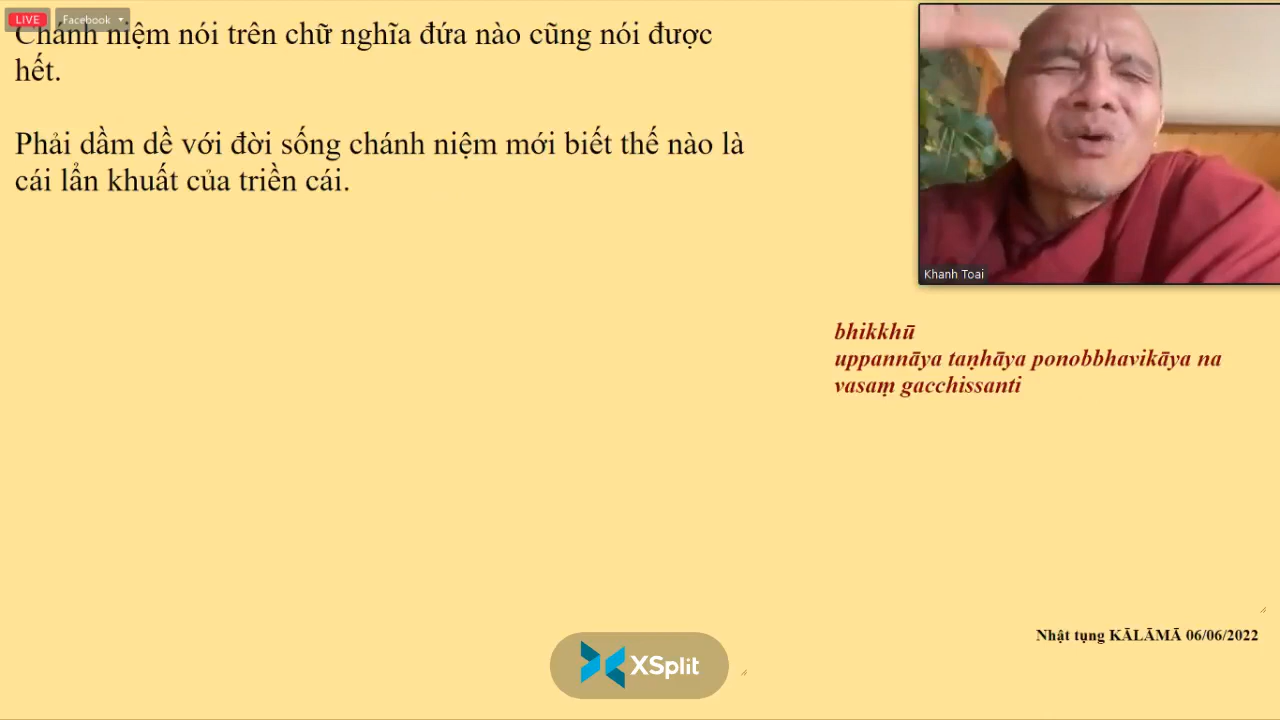 LIVE
Facebook
Chánh niệm nói trên chữ nghĩa đứa nào cũng nói được
hết.
Phải dầm dề với đời sống chánh niệm mới biết thế nào là
cái lẩn khuất của triền cái.
Khanh Toai
bhikkhū
uppannāya taṇhāya ponobbhavikāya na
vasaṃ gacchissanti
Nhật tụng KĀLĀMĀ 06/06/2022
XSplit